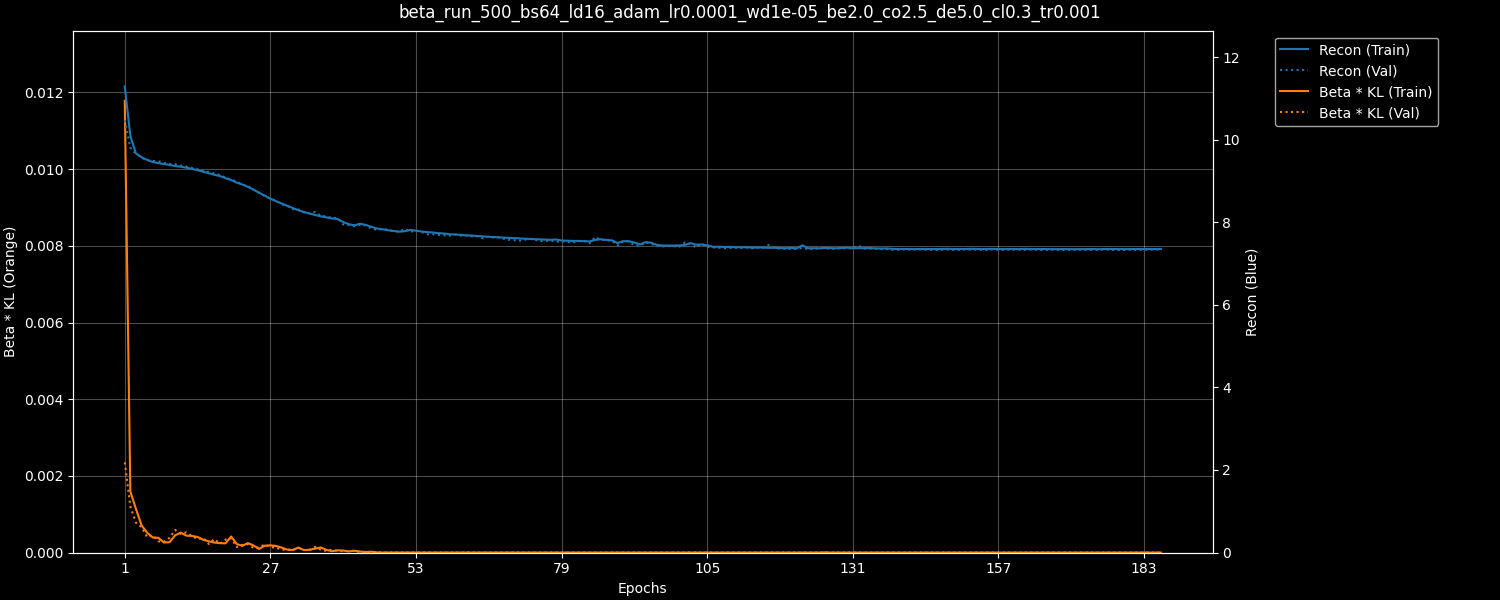 beta_run_500_bs64_ld16_adam_lr0.0001_wd1e-05_be2.0_co2.5_de5.0_cl0.3_tr0.001
Recon (Train)
Recon (Val)
Beta * KL (Train)
Beta * KL (Val)
Beta * KL (Orange)
0.012
0.010
0.008
0.006
0.004
0.002
0.000
12
10
8
6
4
2
0
Recon (Blue)
1 27 53 79 105 131 157 183
Epochs